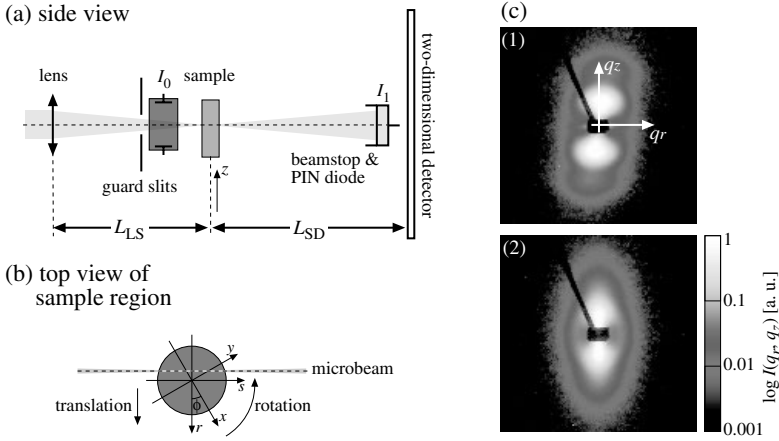 (a) side view
lens
I0
sample
I1
guard slits
z
beamstop &
PIN diode
two-dimensional detector
LLS
LSD
(b) top view of
sample region
y
microbeam
s
translation
ϕ
x
r
rotation
(c)
(1)
qz
qr
(2)
1
0.1
0.01
0.001
log I(qr, qz) [a. u.]